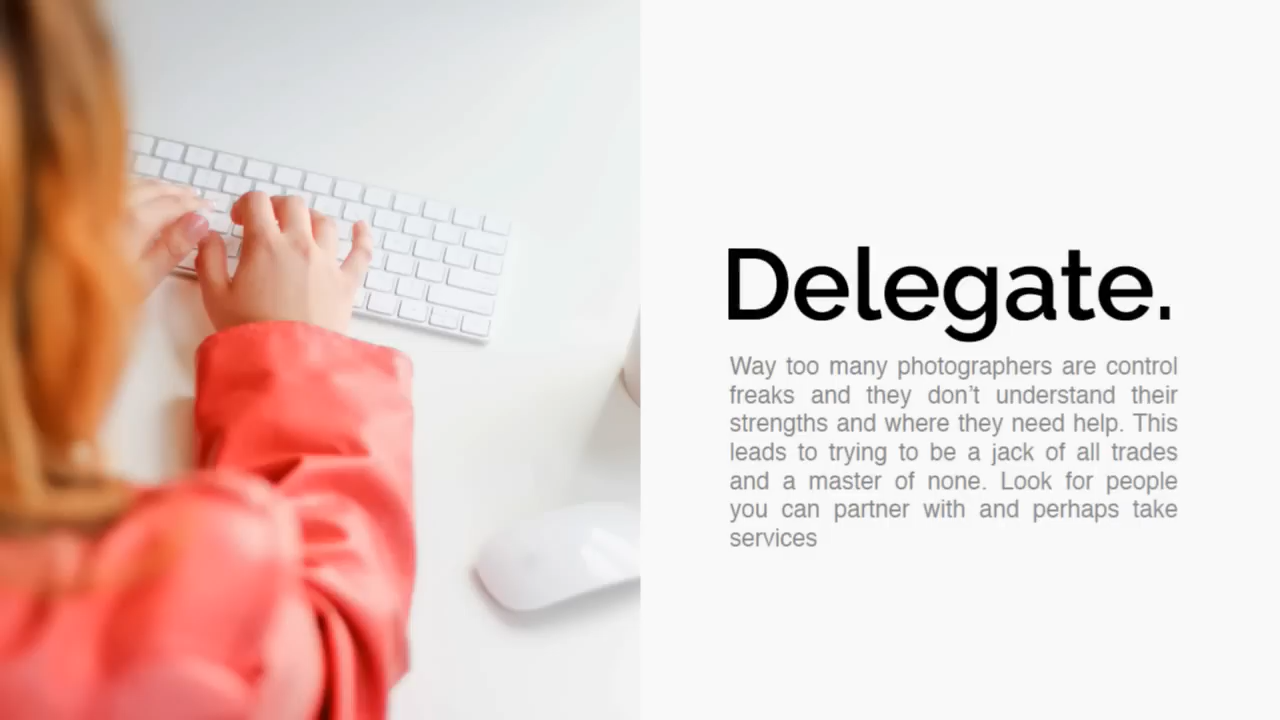 Delegate.
Way too many photographers are control
freaks and they don’t understand their
strengths and where they need help. This
leads to trying to be a jack of all trades
and a master of none. Look for people
you can partner with and perhaps take
services